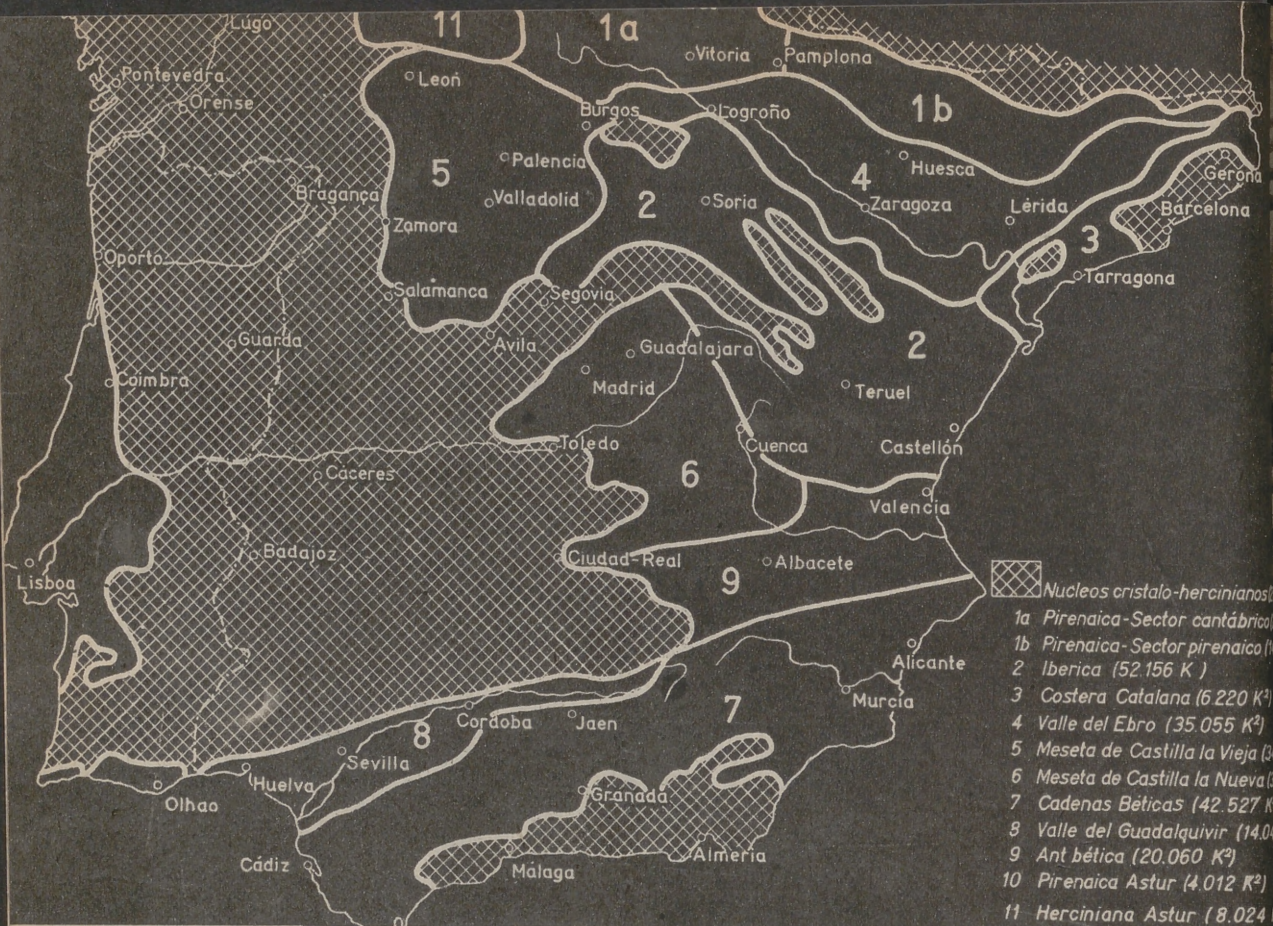 Lugo
11
1a
Vitoria
Pamplona
Pontevedra
León
Orense
Burgos
Logroño
1b
Palencia
Huesca
5
4
Gerona
Bragança
Valladolid
2
Soria
Zaragoza
Lérida
Barcelona
Zamora
3
Oporto
Tarragona
Salamanca
Segovia
Guarda
Avila
Guadalajara
2
Coimbra
Madrid
Teruel
Toledo
Cuenca
Castellón
Cáceres
6
Valencia
Badajoz
Ciudad-Real
Albacete
Lisboa
9
Alicante
Murcia
Cordoba
Jaen
7
8
Sevilla
Huelva
Olhao
Granada
Cádiz
Málaga
Almería
Nucleos cristalo-hercinianos
1a Pirenaica-Sector cantábrico
1b Pirenaica-Sector pirenaico
2 Iberica (52.156 K )
3 Costera Catalana (6.220 K²)
4 Valle del Ebro (35.055 K²)
5 Meseta de Castilla la Vieja
6 Meseta de Castilla la Nueva
7 Cadenas Béticas (42.527 K
8 Valle del Guadalquivir (14.0
9 Ant bética (20.060 K²)
10 Pirenaica Astur (4.012 K²)
11 Herciniana Astur (8.024